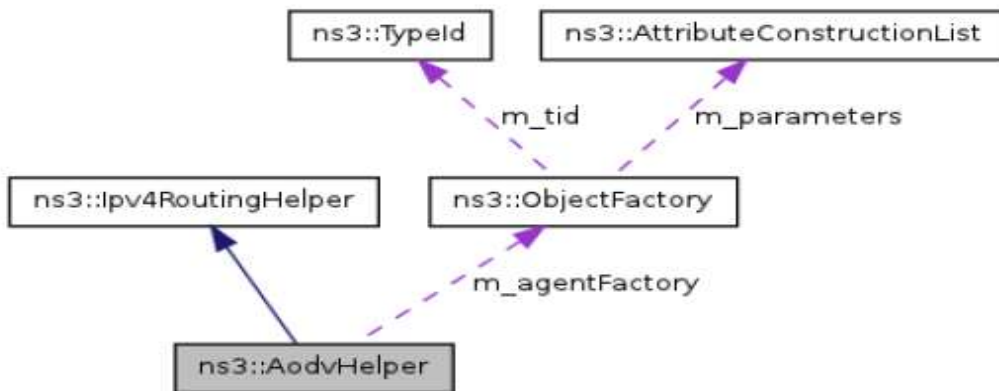 ns3::TypeId
ns3::AttributeConstructionList
m_tid
m_parameters
ns3::Ipv4RoutingHelper
ns3::ObjectFactory
m_agentFactory
ns3::AodvHelper